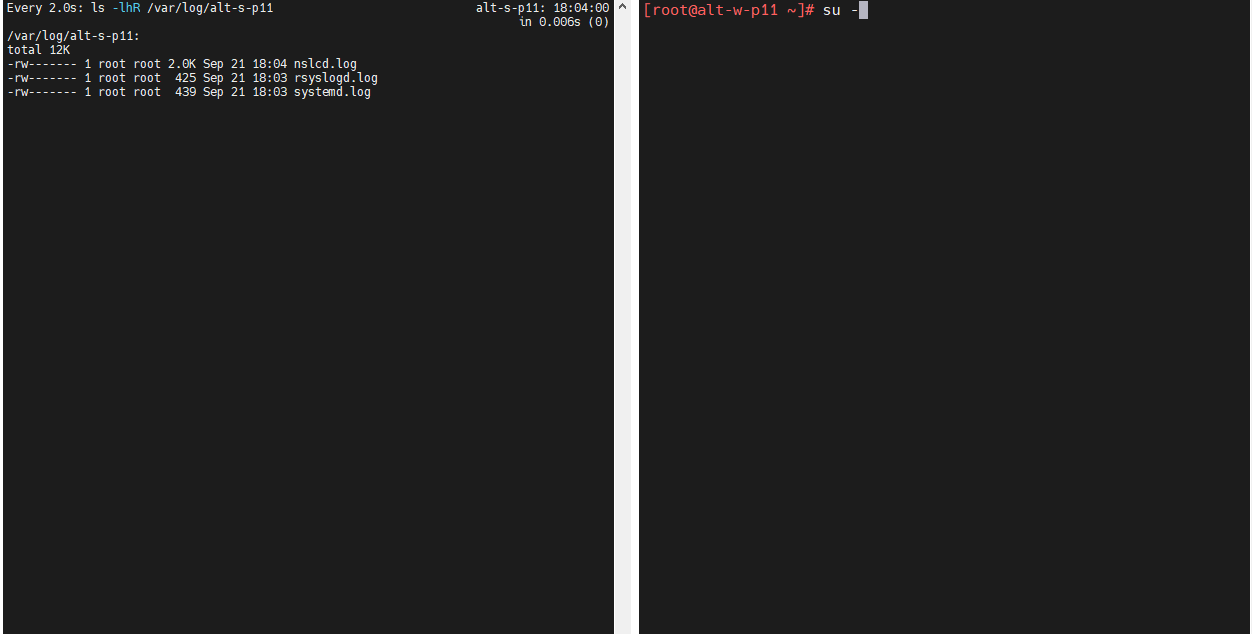 Every 2.0s: ls -lhR /var/log/alt-s-p11 alt-s-p11: 18:04:00
in 0.006s (0)
/var/log/alt-s-p11:
total 12K
-rw------- 1 root root 2.0K Sep 21 18:04 nslcd.log
-rw------- 1 root root  425 Sep 21 18:03 rsyslogd.log
-rw------- 1 root root  439 Sep 21 18:03 systemd.log
[root@alt-w-p11 ~]# su -